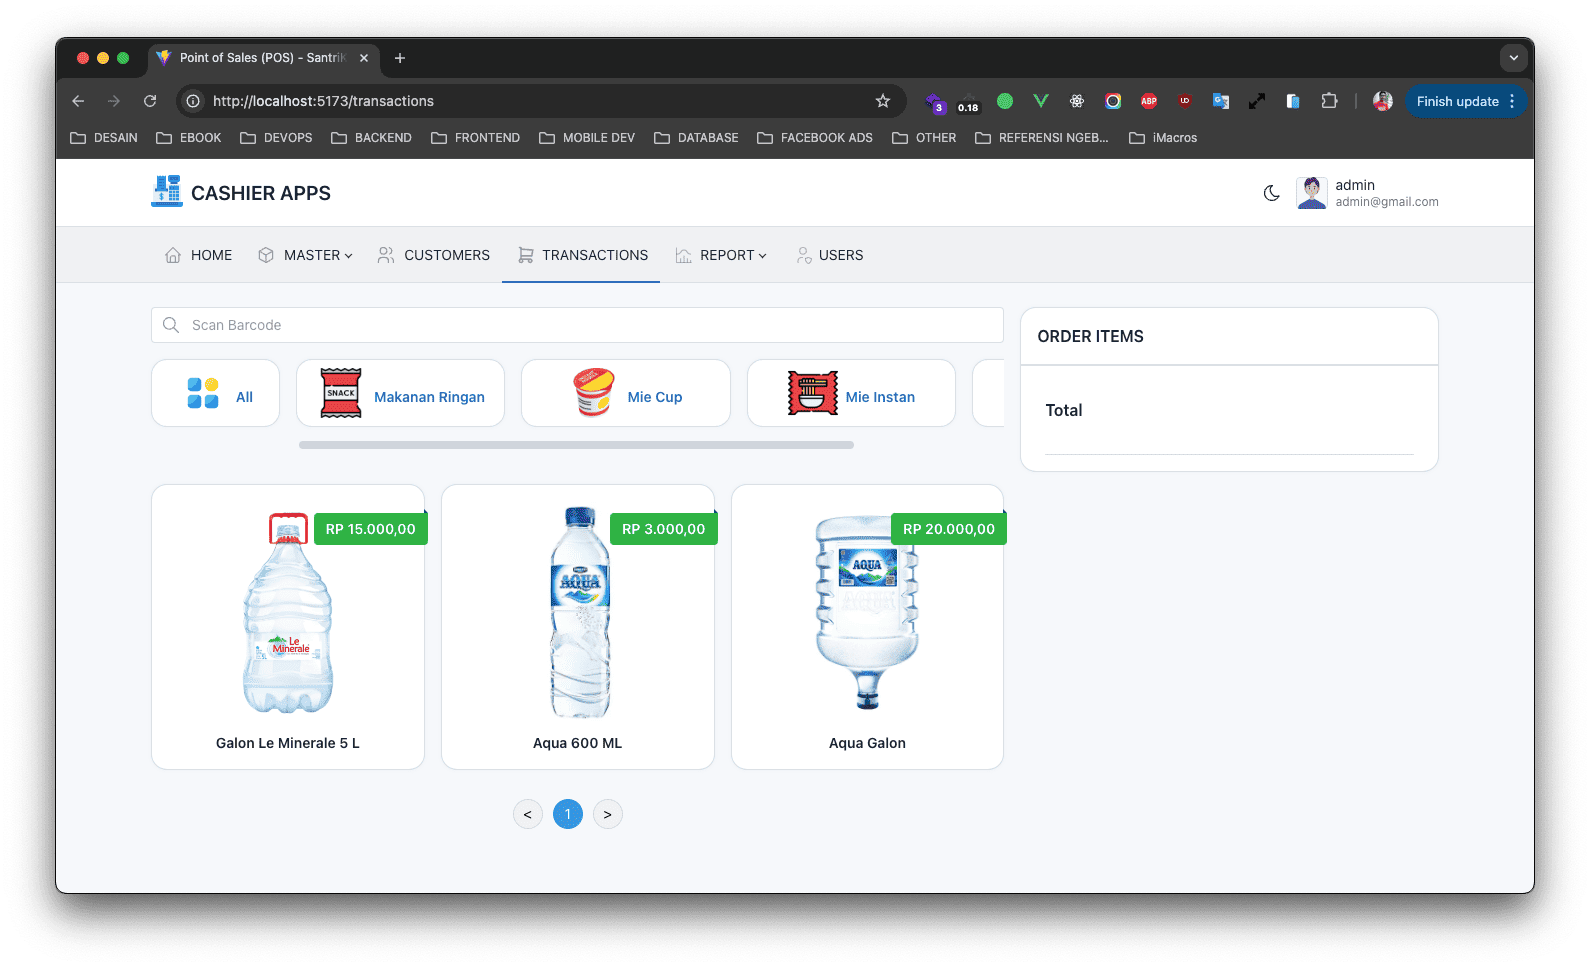 Point of Sales (POS) - SantriK
http://localhost:5173/transactions
3
0.18
ABP
Finish update
DESAIN
EBOOK
DEVOPS
BACKEND
FRONTEND
MOBILE DEV
DATABASE
FACEBOOK ADS
OTHER
REFERENSI NGEB...
iMacros
CASHIER APPS
admin
admin@gmail.com
HOME
MASTER
CUSTOMERS
TRANSACTIONS
REPORT
USERS
Scan Barcode
ORDER ITEMS
All
SNACK
Makanan Ringan
Mie Cup
Mie Instan
Total
RP 15.000,00
RP 3.000,00
RP 20.000,00
AQUA
AQUA
Le
Minerale
Galon Le Minerale 5 L
Aqua 600 ML
Aqua Galon
< 1 >